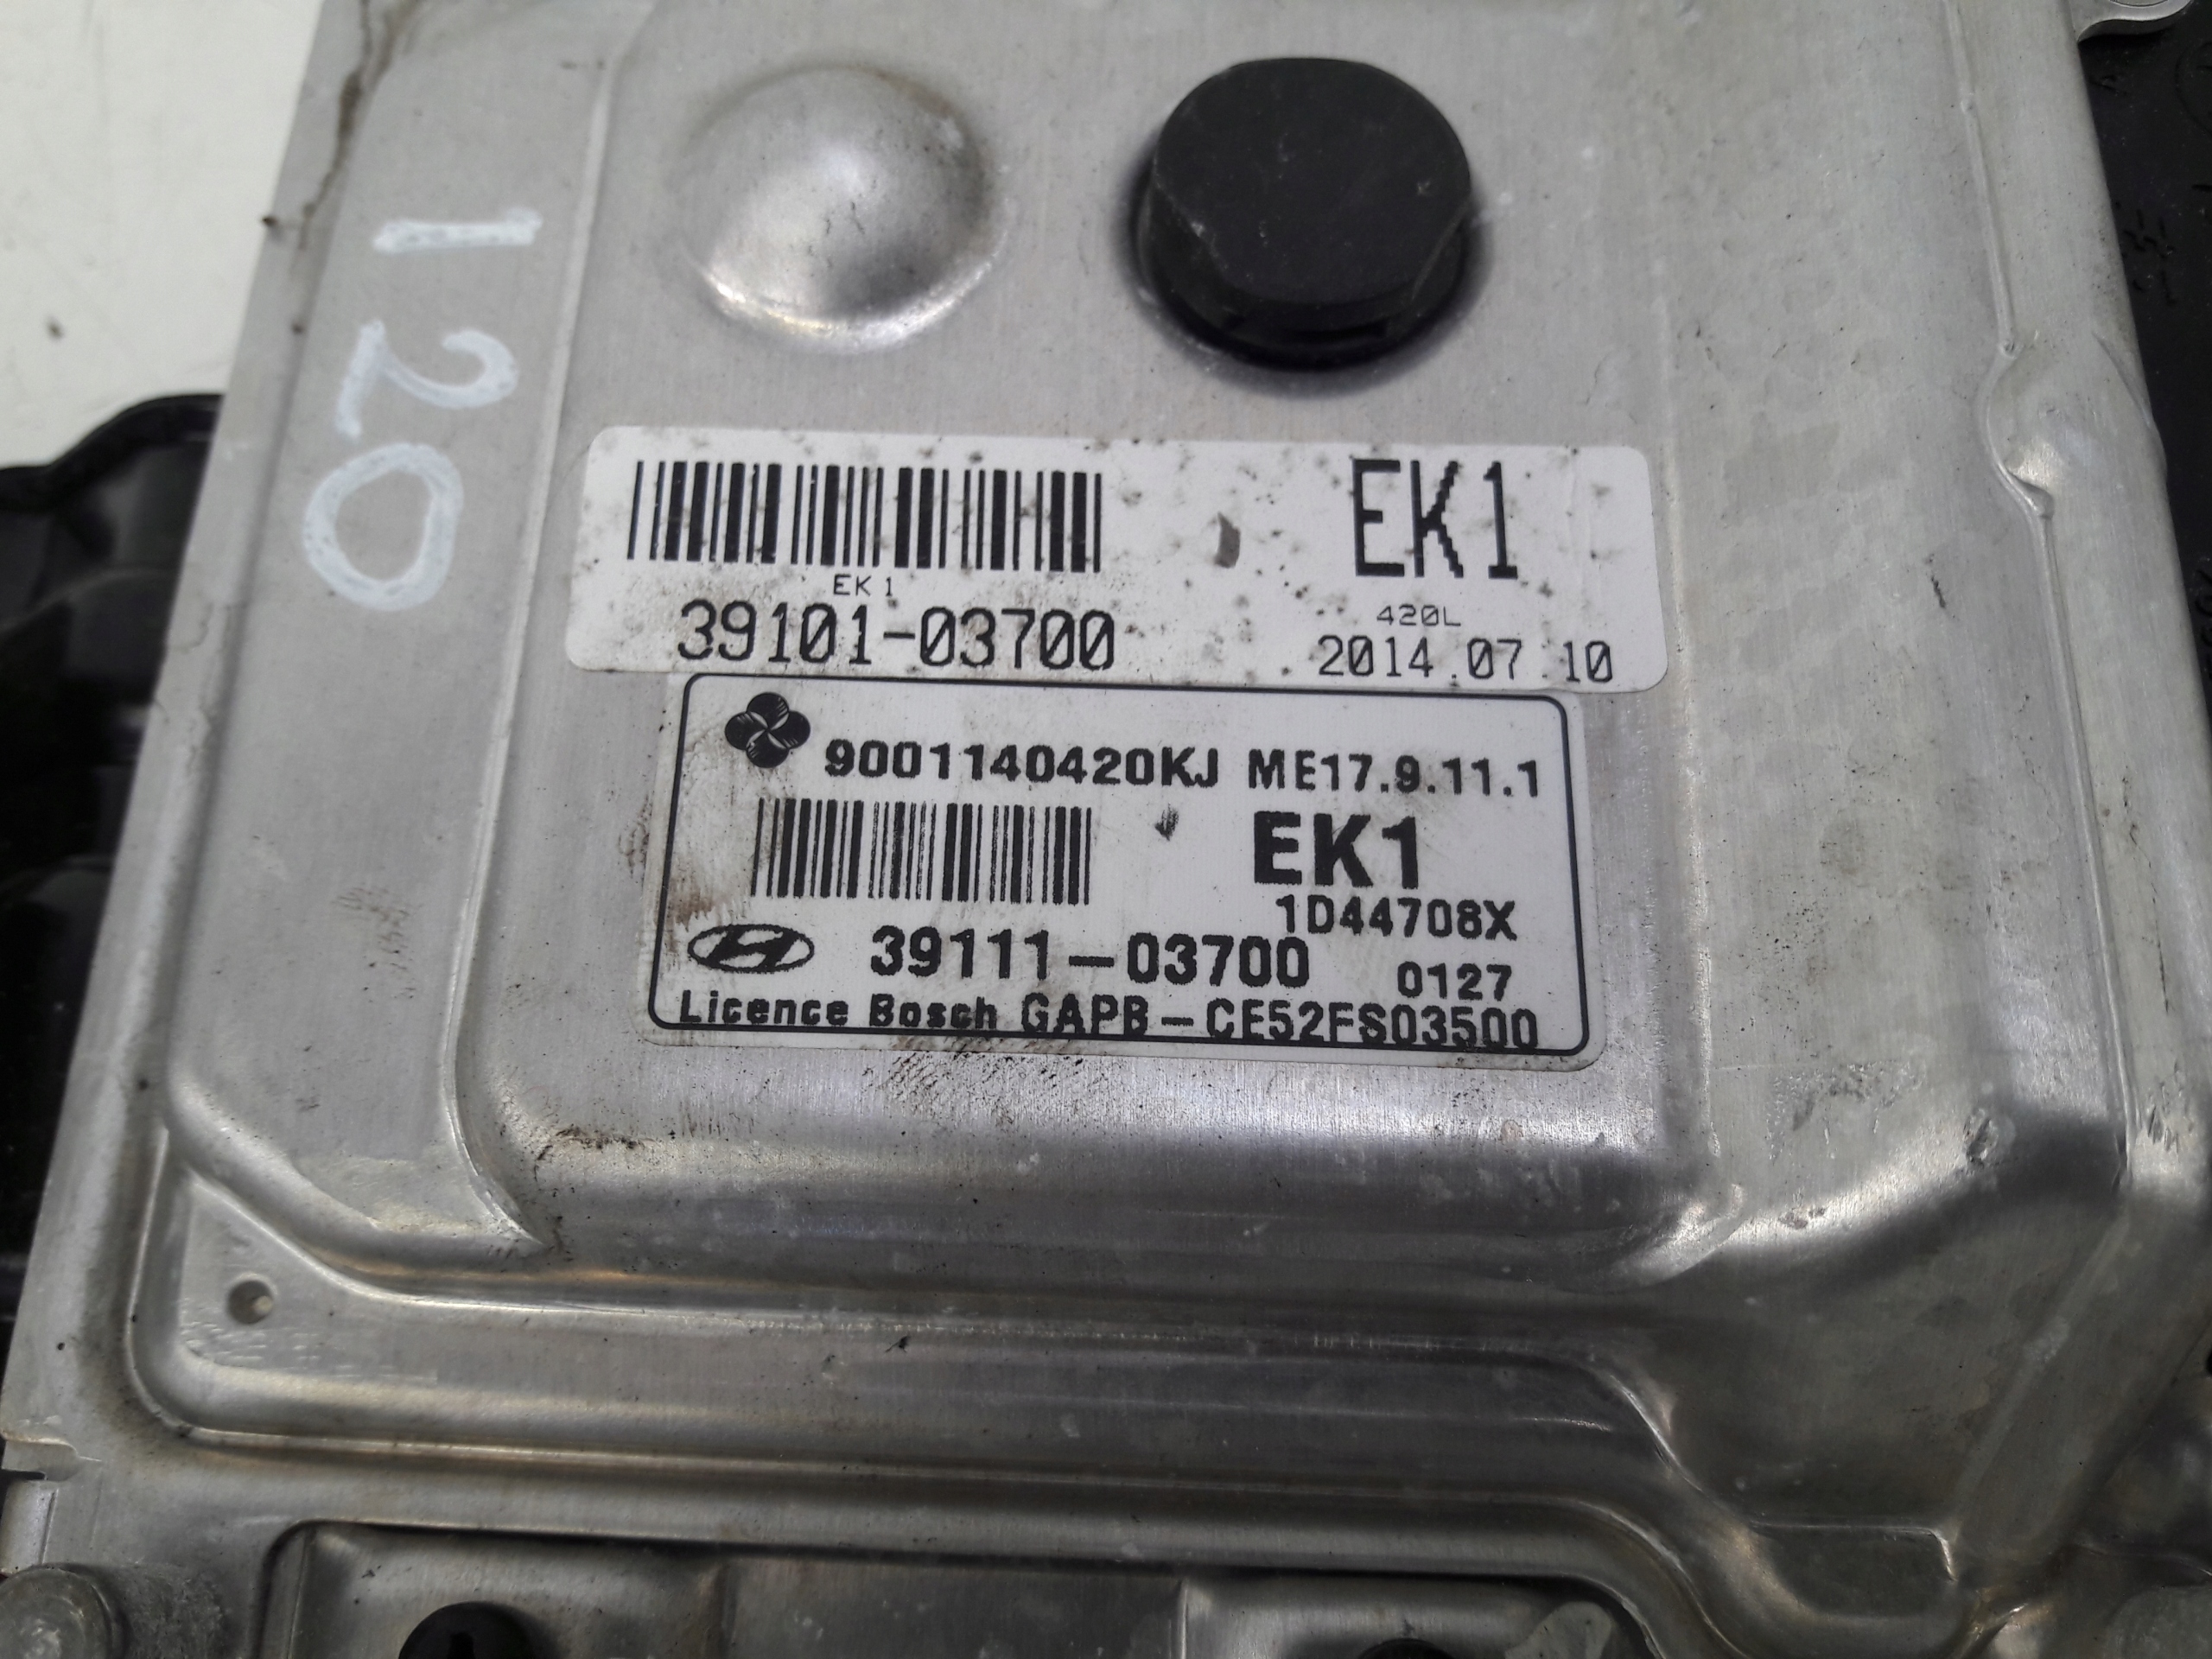 120
EK1
EK1
39101-03700
420L
2014.07.10
9001140420KJ ME17.9.11.1
EK1
1D44708X
39111-03700
0127
Licence Bosch GAPB-CE52FS03500